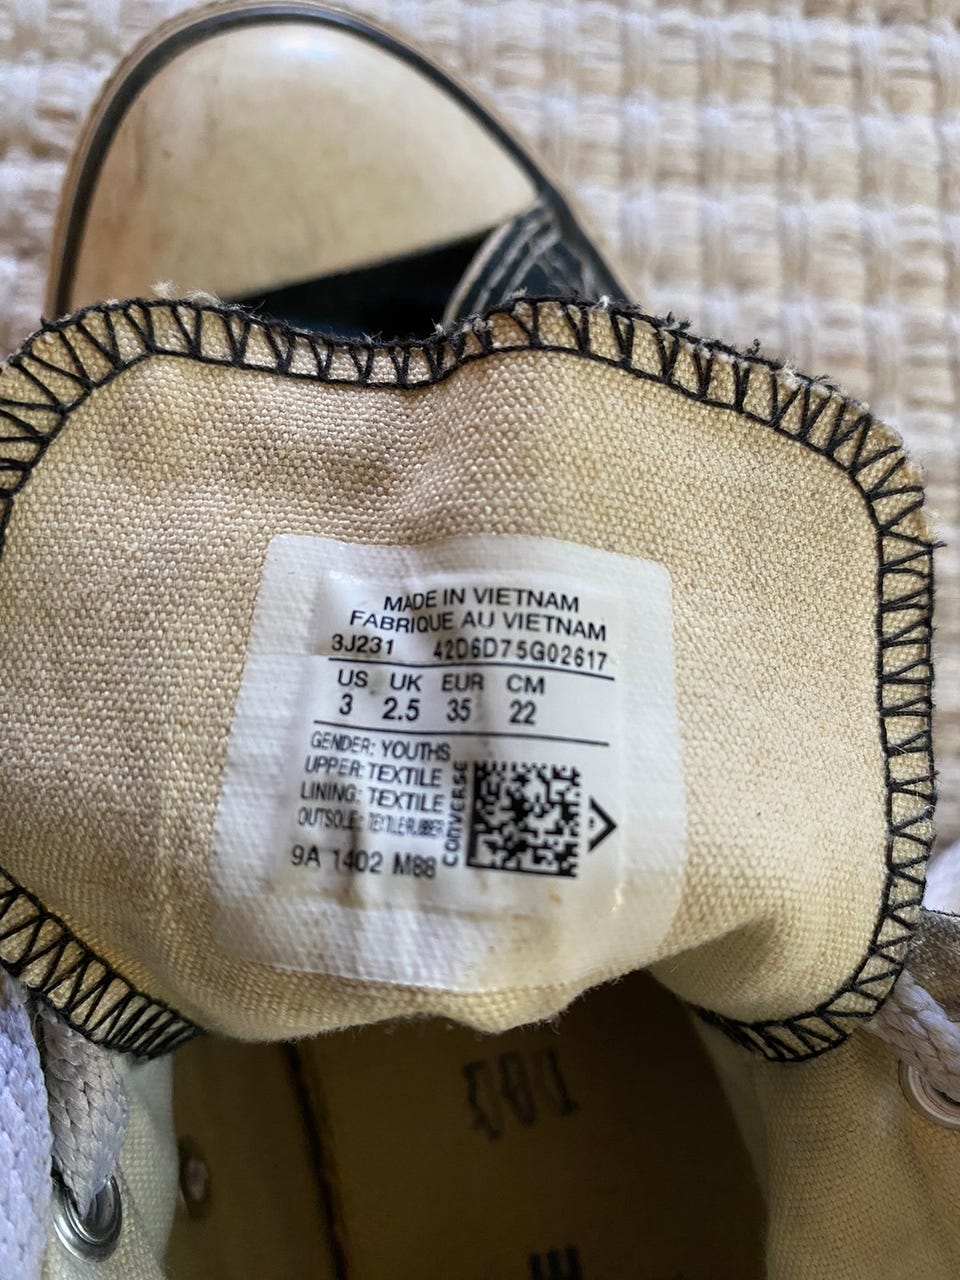 MADE IN VIETNAM
FABRIQUE AU VIETNAM
3J231 42D6D75G02617
US UK EUR CM
3 2.5 35 22
GENDER: YOUTHS
UPPER: TEXTILE
LINING: TEXTILE
OUTSOLE: TEXTILE/RUBBER
9A 1402 M88
CONVERSE